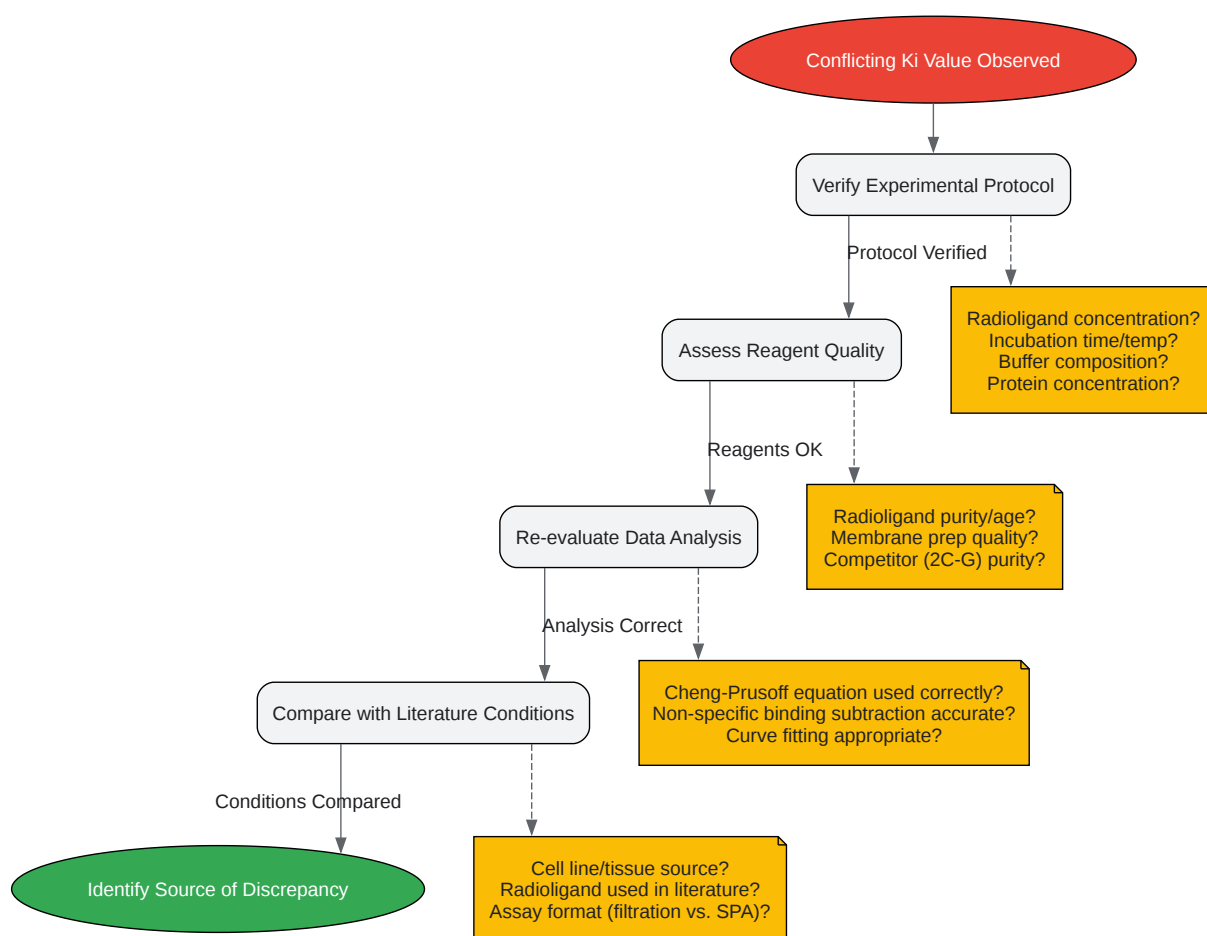 Conflicting Ki Value Observed
Verify Experimental Protocol
Protocol Verified
Radioligand concentration?
Incubation time/temp?
Buffer composition?
Protein concentration?
Assess Reagent Quality
Reagents OK
Radioligand purity/age?
Membrane prep quality?
Competitor (2C-G) purity?
Re-evaluate Data Analysis
Analysis Correct
Cheng-Prusoff equation used correctly?
Non-specific binding subtraction accurate?
Curve fitting appropriate?
Compare with Literature Conditions
Conditions Compared
Cell line/tissue source?
Radioligand used in literature?
Assay format (filtration vs. SPA)?
Identify Source of Discrepancy